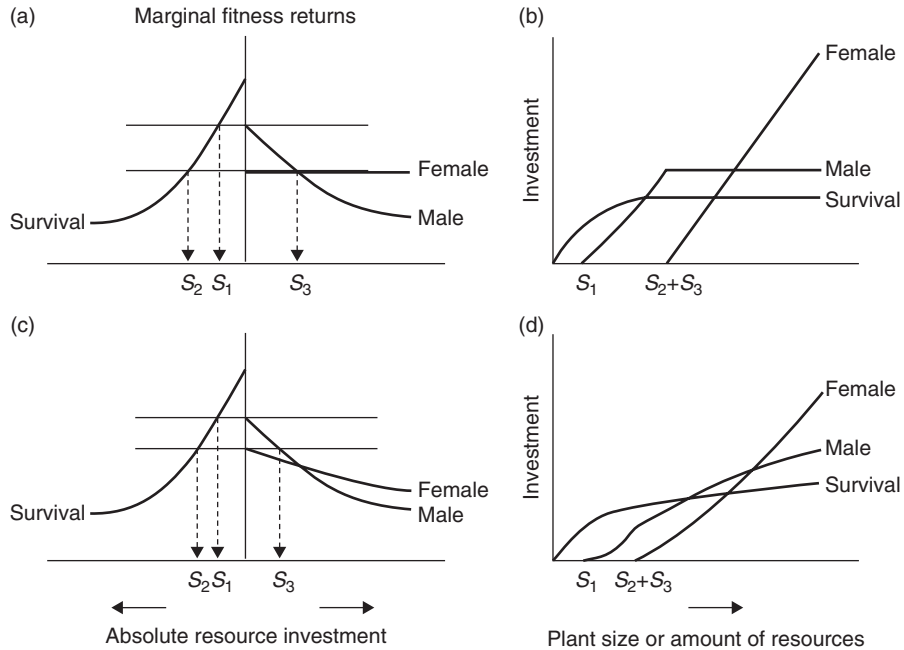 (a)
Marginal fitness returns
Survival
Female
Male
S₂ S₁ S₃
(b)
Investment
Female
Male
Survival
S₁ S₂+S₃
(c)
Survival
Female
Male
S₂S₁ S₃
Absolute resource investment
(d)
Investment
Female
Male
Survival
S₁ S₂+S₃
Plant size or amount of resources